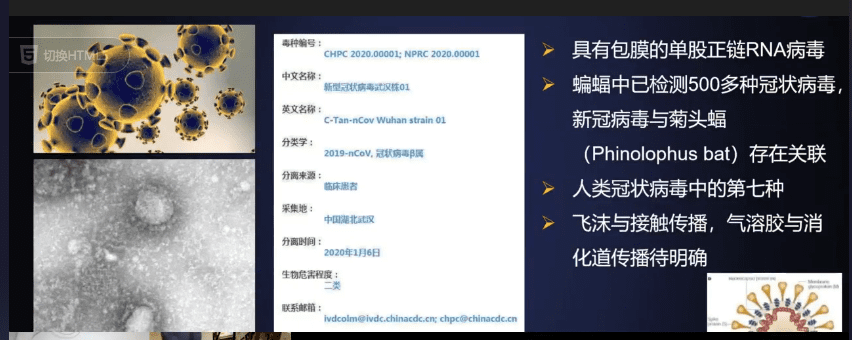 切换HTML5
毒种编号：
CHPC 2020.00001; NPRC 2020.00001
中文名称：
新型冠状病毒武汉株01
英文名称：
C-Tan-nCov Wuhan strain 01
分类学：
2019-nCoV, 冠状病毒β属
分离来源：
临床患者
采集地：
中国湖北武汉
分离时间：
2020年1月6日
生物危害程度：
二类
联系邮箱：
ivdcolm@ivdc.chinacdc.cn; chpc@chinacdc.cn
➢ 具有包膜的单股正链RNA病毒
➢ 蝙蝠中已检测500多种冠状病毒，
新冠病毒与菊头蝠
（Phinolophus bat）存在关联
➢ 人类冠状病毒中的第七种
➢ 飞沫与接触传播，气溶胶与消
化道传播待明确